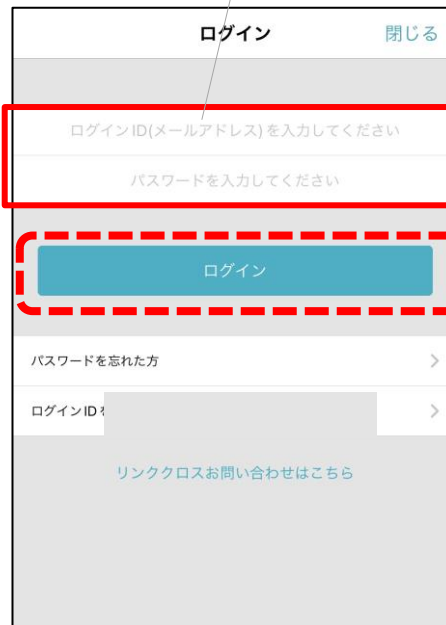 ログイン 閉じる
ログインID(メールアドレス)を入力してください
パスワードを入力してください
ログイン
パスワードを忘れた方
ログインID
リンククロスお問い合わせはこちら